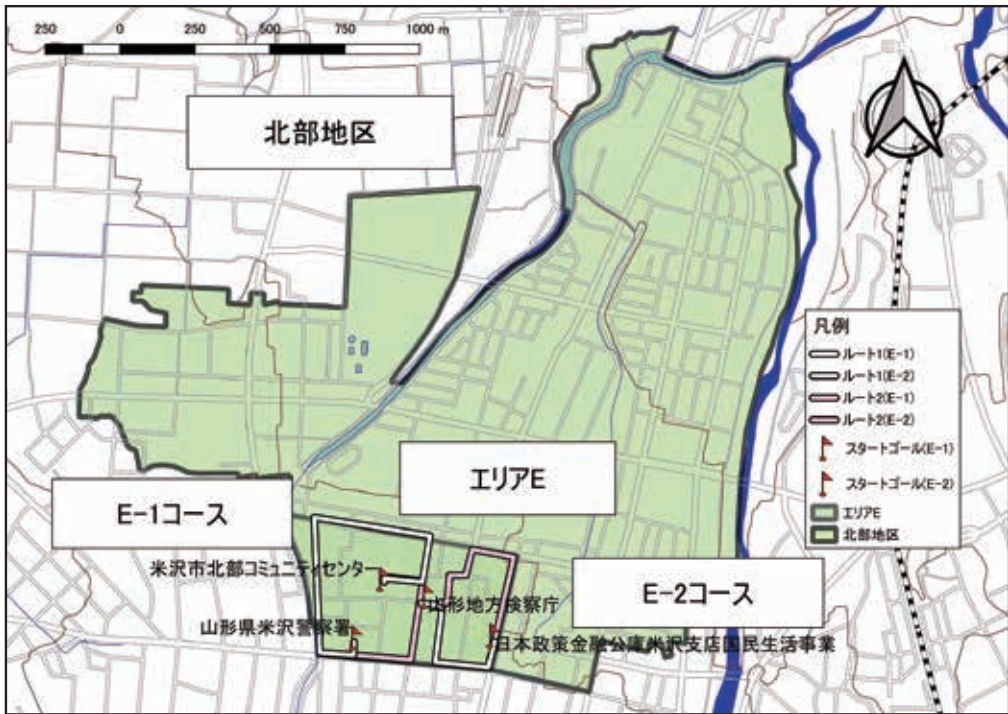 250 0 250 500 750 1000 m
北部地区
凡例
ルート1(E-1)
ルート1(E-2)
ルート2(E-1)
ルート2(E-2)
スタートゴール(E-1)
スタートゴール(E-2)
エリアE
北部地区
エリアE
E-1コース
米沢市北部コミュニティセンター
E-2コース
山形地方検察庁
山形県米沢警察署
日本政策金融公庫米沢支店国民生活事業